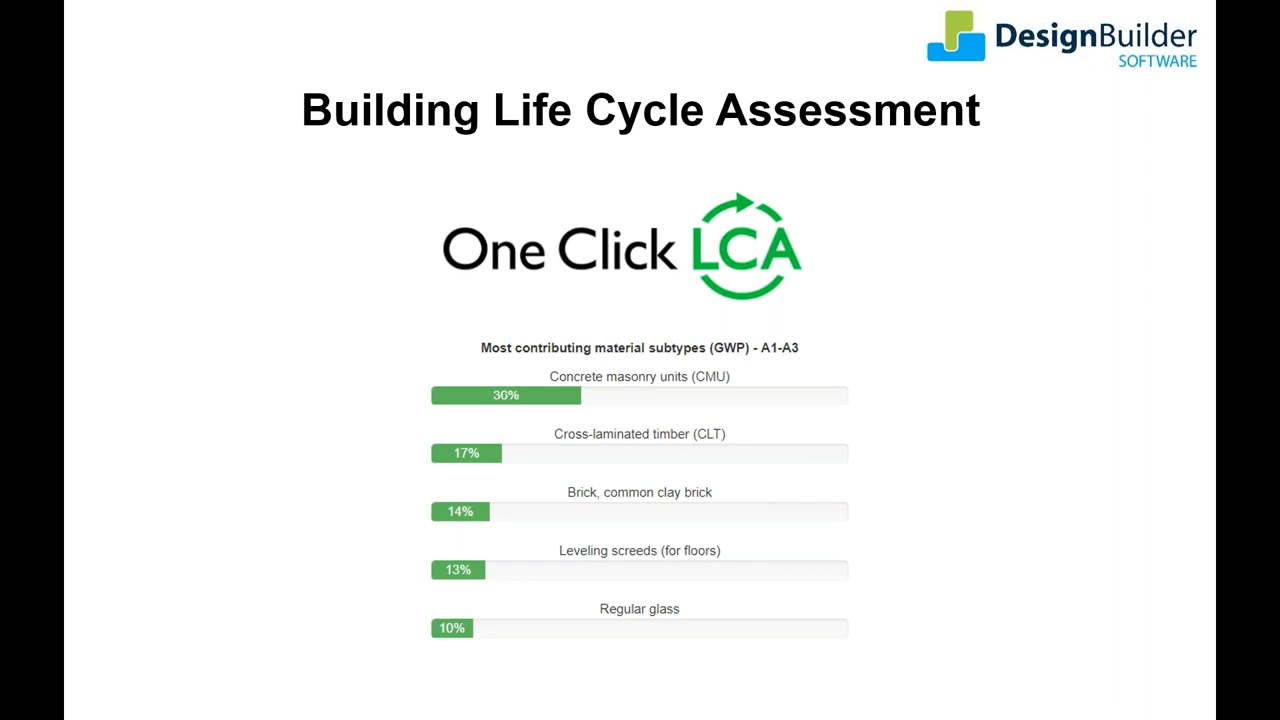 DesignBuilder
SOFTWARE
Building Life Cycle Assessment
One Click LCA
Most contributing material subtypes (GWP) - A1-A3
Concrete masonry units (CMU)
36%
Cross-laminated timber (CLT)
17%
Brick, common clay brick
14%
Leveling screeds (for floors)
13%
Regular glass
10%